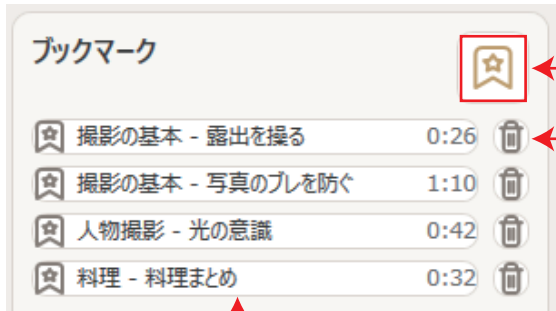 ブックマーク
撮影の基本 - 露出を操る 0:26
撮影の基本 - 写真のブレを防ぐ 1:10
人物撮影 - 光の意識 0:42
料理 - 料理まとめ 0:32